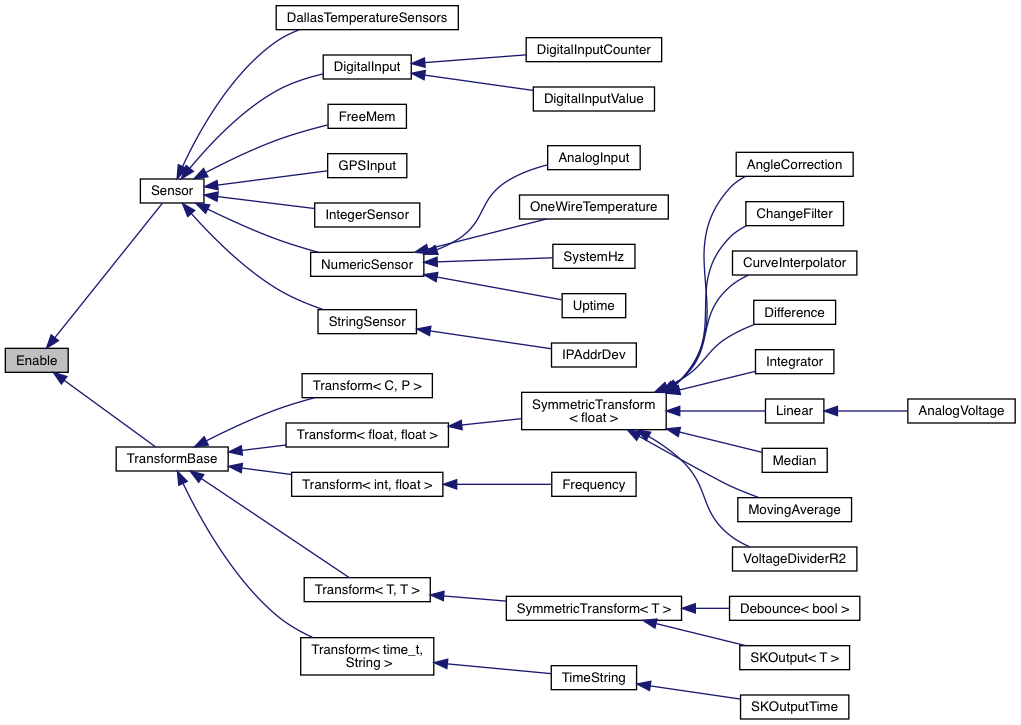 DallasTemperatureSensors
DigitalInput
DigitalInputCounter
DigitalInputValue
FreeMem
GPSInput
Sensor
IntegerSensor
NumericSensor
AnalogInput
OneWireTemperature
SystemHz
Uptime
StringSensor
IPAddrDev
Enable
TransformBase
Transform< C, P >
Transform< float, float >
SymmetricTransform
< float >
AngleCorrection
ChangeFilter
CurveInterpolator
Difference
Integrator
Linear
AnalogVoltage
Median
MovingAverage
VoltageDividerR2
Transform< int, float >
Frequency
Transform< T, T >
SymmetricTransform< T >
Debounce< bool >
SKOutput< T >
Transform< time_t,
String >
TimeString
SKOutputTime